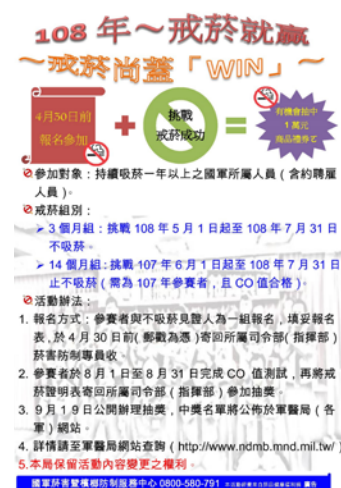 108 年～戒菸就贏
～戒菸尚蓋「WIN」～
4月30日前
報名參加
挑戰
戒菸成功
有機會抽中
1 萬元
商品禮券
參加對象：持續吸菸一年以上之國軍所屬人員（含約聘雇
人員）。
戒菸組別：
➢ 3 個月組：挑戰 108 年 5 月 1 日起至 108 年 7 月 31 日
不吸菸。
➢ 14 個月組：挑戰 107 年 6 月 1 日起至 108 年 7 月 31 日
止不吸菸（需為 107 年參賽者，且 CO 值合格）。
活動辦法：
1. 報名方式：參賽者與不吸菸見證人為一組報名，填妥報名
表，於 4 月 30 日前（郵戳為憑）寄回所屬司令部（指揮部）
菸害防制專員收。
2. 參賽者於 8 月 1 日至 8 月 31 日完成 CO 值測試，再將戒
菸證明表寄回所屬司令部（指揮部）參加抽獎。
3. ９月１９日公開辦理抽獎，中獎名單將公佈於軍醫局（各
軍）網站。
4. 詳情請至軍醫局網站查詢（http://www.ndmb.mnd.mil.tw/）
5.本局保留活動內容變更之權利。
國軍菸害暨檳榔防制服務中心 0800-580-791
廣告